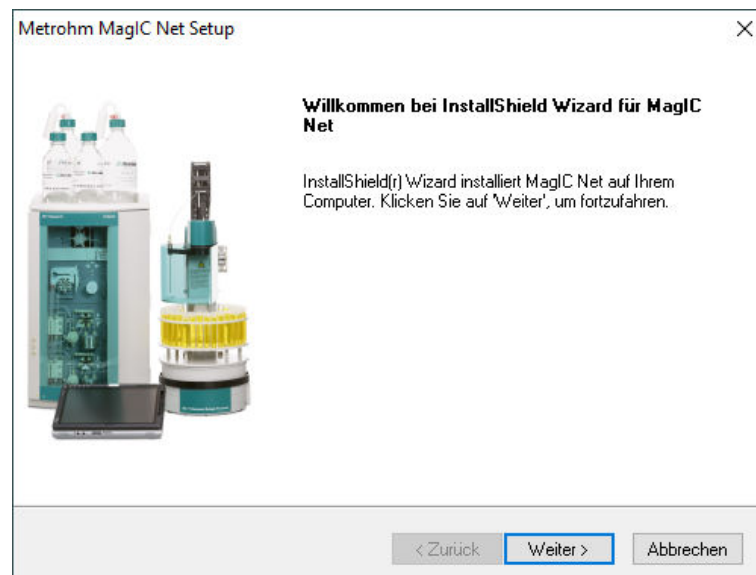 Metrohm MagIC Net Setup
Willkommen bei InstallShield Wizard für MagIC
Net
InstallShield(r) Wizard installiert MagIC Net auf Ihrem
Computer. Klicken Sie auf 'Weiter', um fortzufahren.
< Zurück
Weiter >
Abbrechen